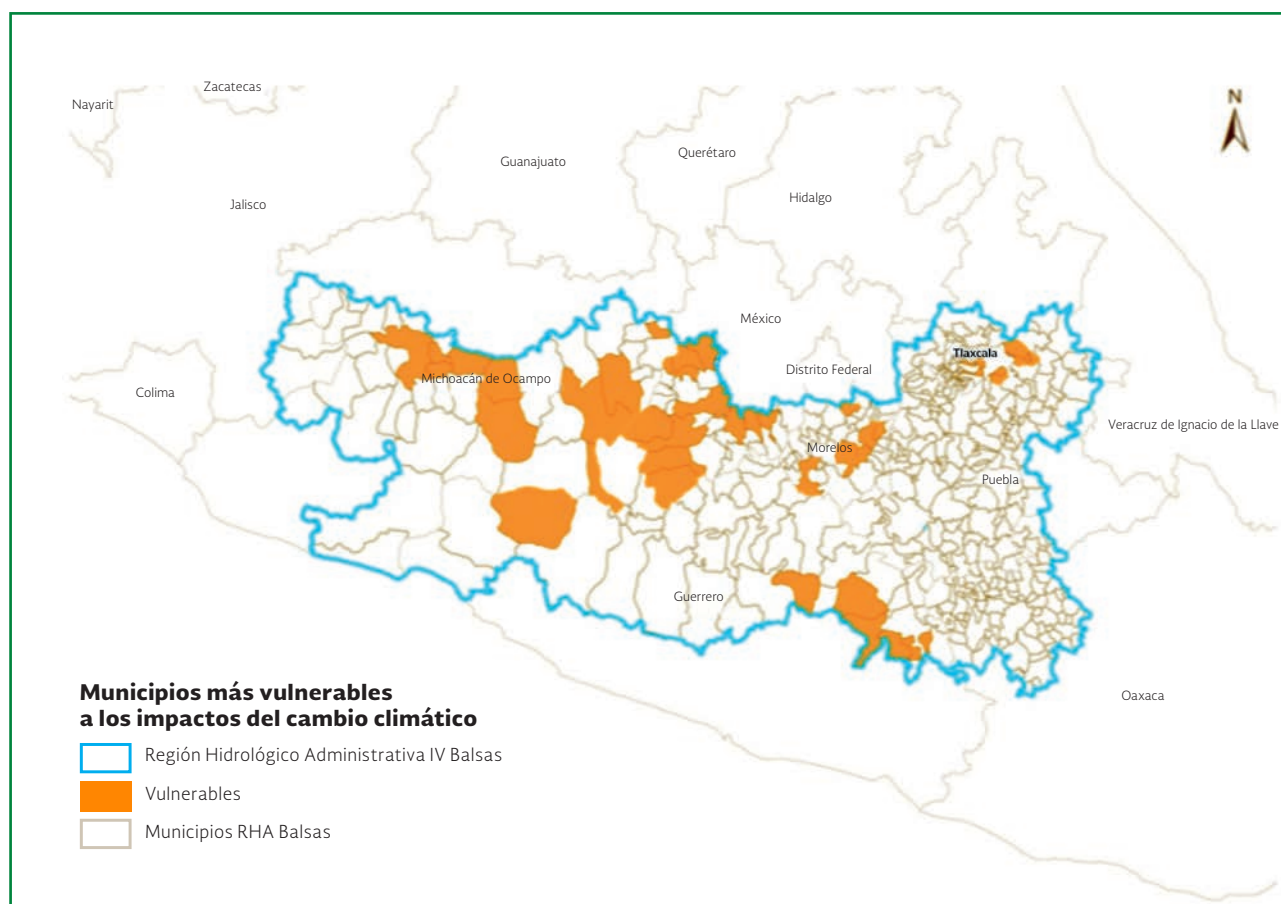 Zacatecas
Nayarit
N
Querétaro
Guanajuato
Hidalgo
Jalisco
México
Tlaxcala
Distrito Federal
Michoacán de Ocampo
Colima
Veracruz de Ignacio de la Llave
Morelos
Puebla
Guerrero
Oaxaca
Municipios más vulnerables
a los impactos del cambio climático
Región Hidrológico Administrativa IV Balsas
Vulnerables
Municipios RHA Balsas